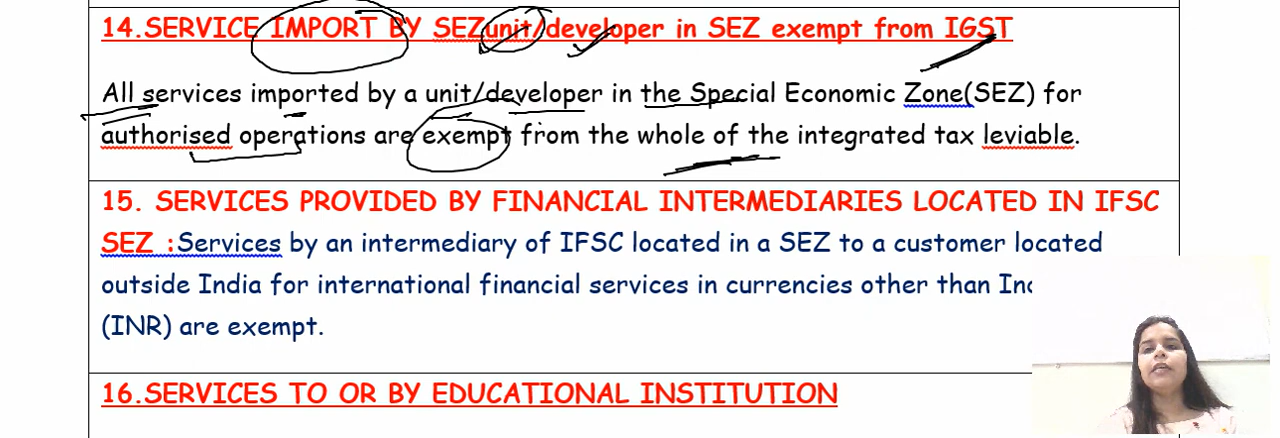 14.SERVICE IMPORT BY SEZunit/developer in SEZ exempt from IGST
All services imported by a unit/developer in the Special Economic Zone(SEZ) for
authorised operations are exempt from the whole of the integrated tax leviable.
15. SERVICES PROVIDED BY FINANCIAL INTERMEDIARIES LOCATED IN IFSC
SEZ :Services by an intermediary of IFSC located in a SEZ to a customer located
outside India for international financial services in currencies other than
(INR) are exempt.
16.SERVICES TO OR BY EDUCATIONAL INSTITUTION